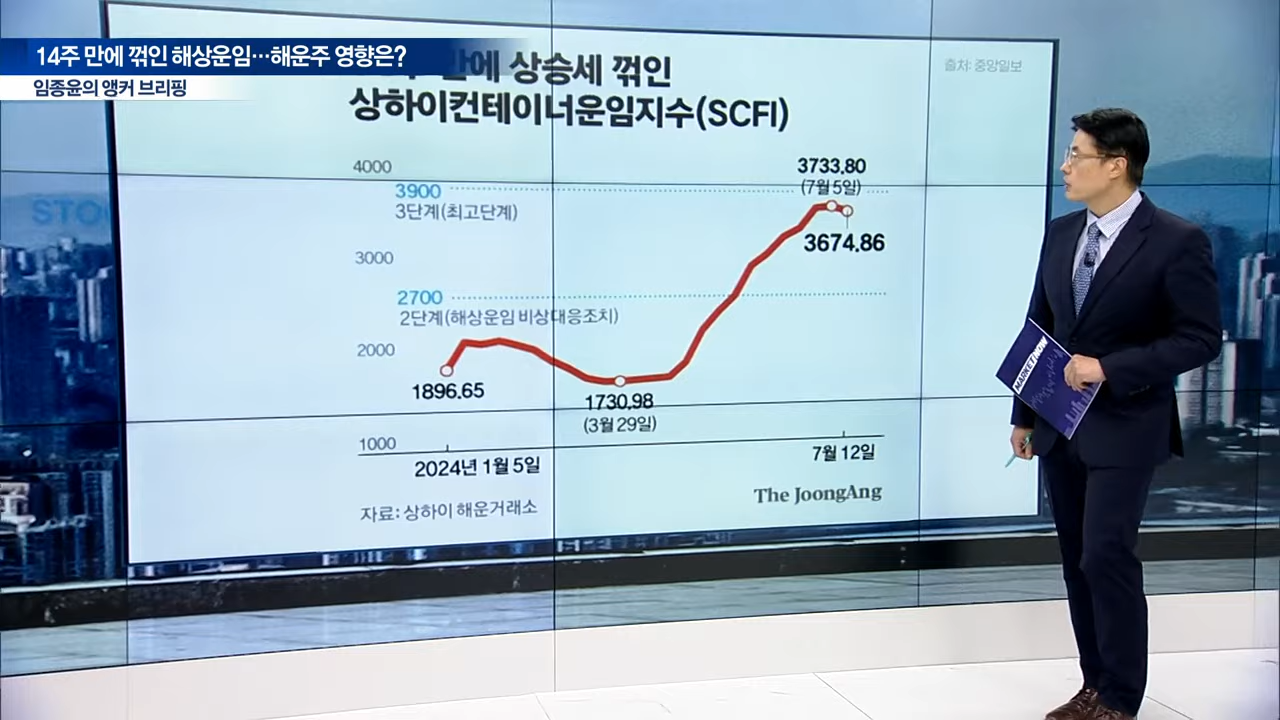 14주 만에 꺾인 해상운임…해운주 영향은?
임종윤의 앵커 브리핑
만에 상승세 꺾인
상하이컨테이너운임지수(SCFI)
출처: 중앙일보
STO
4000
3900
3단계(최고단계)
3733.80
(7월 5일)
3674.86
3000
2700
2단계(해상운임 비상대응조치)
2000
1896.65
1730.98
(3월 29일)
1000
2024년 1월 5일
7월 12일
자료: 상하이 해운거래소
The JoongAng
MARKET NOW